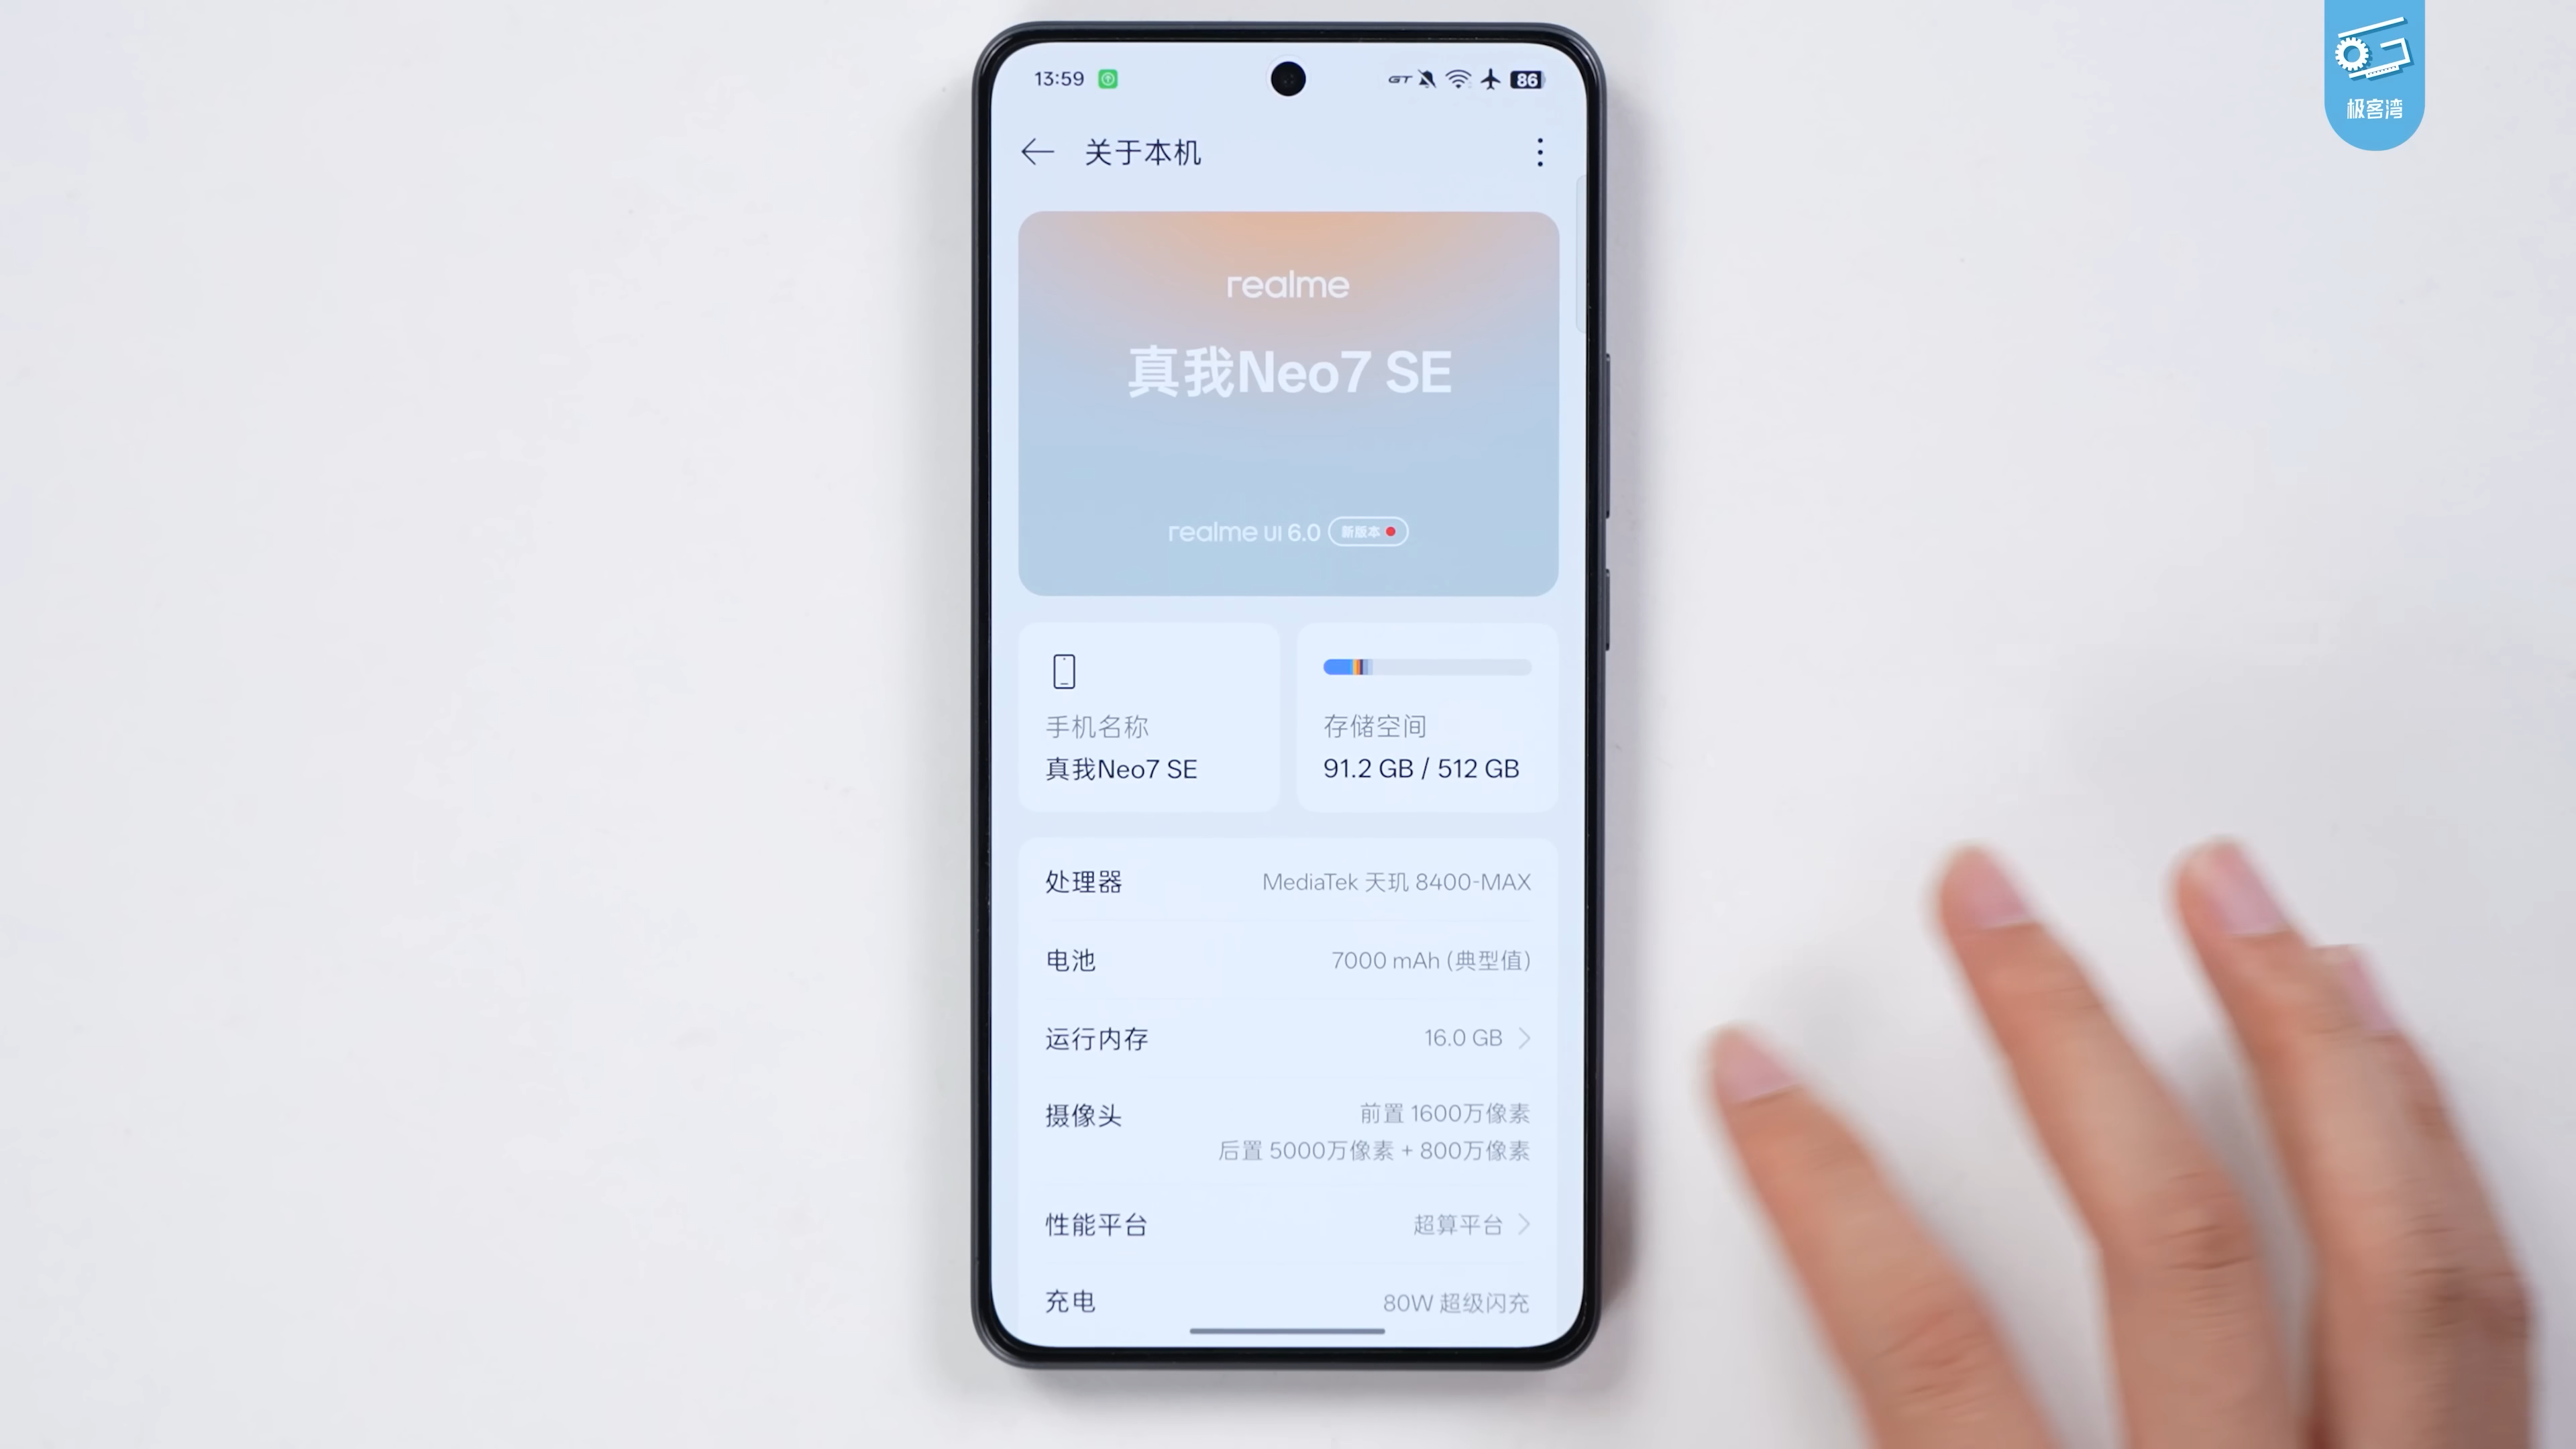 极客湾
13:59
GT
86
关于本机
realme
真我Neo7 SE
realme UI 6.0 新版本
手机名称
真我Neo7 SE
存储空间
91.2 GB / 512 GB
处理器 MediaTek 天玑 8400-MAX
电池 7000 mAh (典型值)
运行内存 16.0 GB
摄像头 前置 1600万像素
后置 5000万像素 + 800万像素
性能平台 超算平台
充电 80W 超级闪充